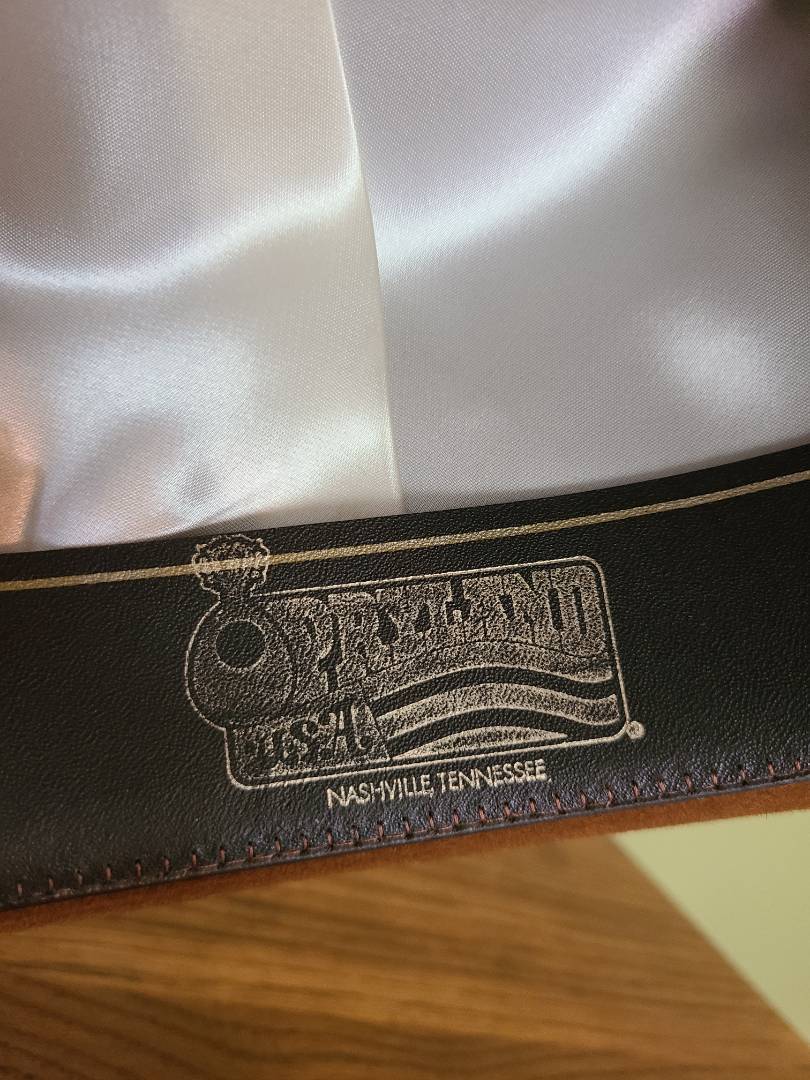 OPRYLAND
U.S.A.
®
NASHVILLE, TENNESSEE